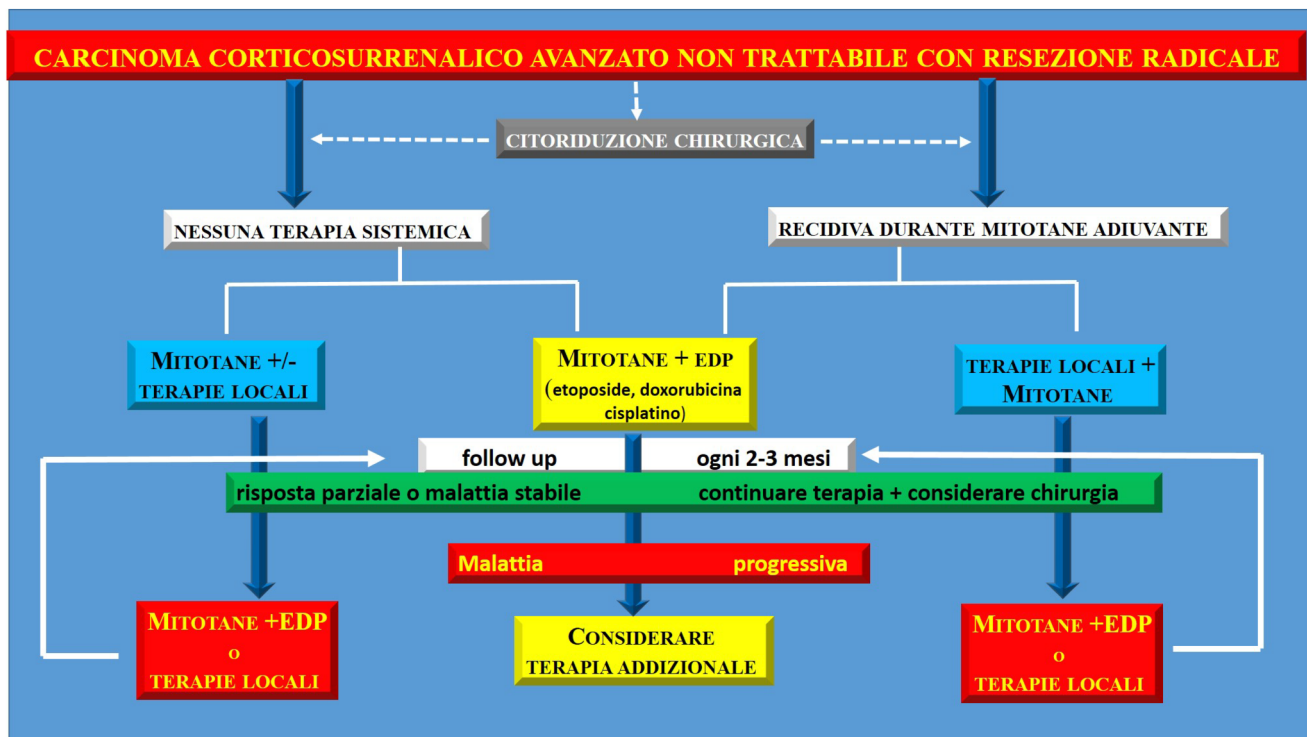 CARCINOMA CORTICOSURRENALICO AVANZATO NON TRATTABILE CON RESEZIONE RADICALE
CITORIDUZIONE CHIRURGICA
NESSUNA TERAPIA SISTEMICA
RECIDIVA DURANTE MITOTANE ADIUVANTE
MITOTANE +/-
TERAPIE LOCALI
MITOTANE + EDP
(etoposide, doxorubicina
cisplatino)
TERAPIE LOCALI +
MITOTANE
follow up ogni 2-3 mesi
risposta parziale o malattia stabile continuare terapia + considerare chirurgia
Malattia progressiva
MITOTANE +EDP
O
TERAPIE LOCALI
CONSIDERARE
TERAPIA ADDIZIONALE
MITOTANE +EDP
O
TERAPIE LOCALI